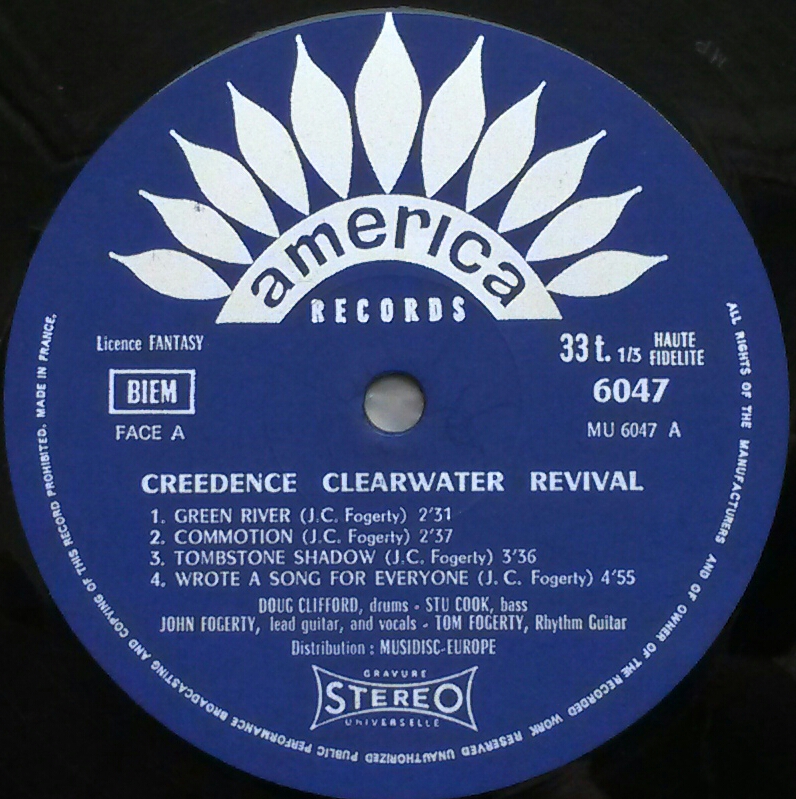 america
RECORDS
Licence FANTASY
BIEM
FACE A
33 t. 1/3 HAUTE FIDELITE
6047
MU 6047 A
CREEDENCE CLEARWATER REVIVAL
1. GREEN RIVER (J.C. Fogerty) 2'31
2. COMMOTION (J.C. Fogerty) 2'37
3. TOMBSTONE SHADOW (J.C. Fogerty) 3'36
4. WROTE A SONG FOR EVERYONE (J. C. Fogerty) 4'55
DOUG CLIFFORD, drums - STU COOK, bass
JOHN FOGERTY, lead guitar, and vocals - TOM FOGERTY, Rhythm Guitar
Distribution : MUSIDISC-EUROPE
GRAVURE
STEREO
UNIVERSELLE
ALL RIGHTS OF THE MANUFACTURERS AND OF OWNER OF THE RECORDED WORK RESERVED UNAUTHORIZED PUBLIC PERFORMANCE BROADCASTING AND COPYING OF THIS RECORD PROHIBITED. MADE IN FRANCE.